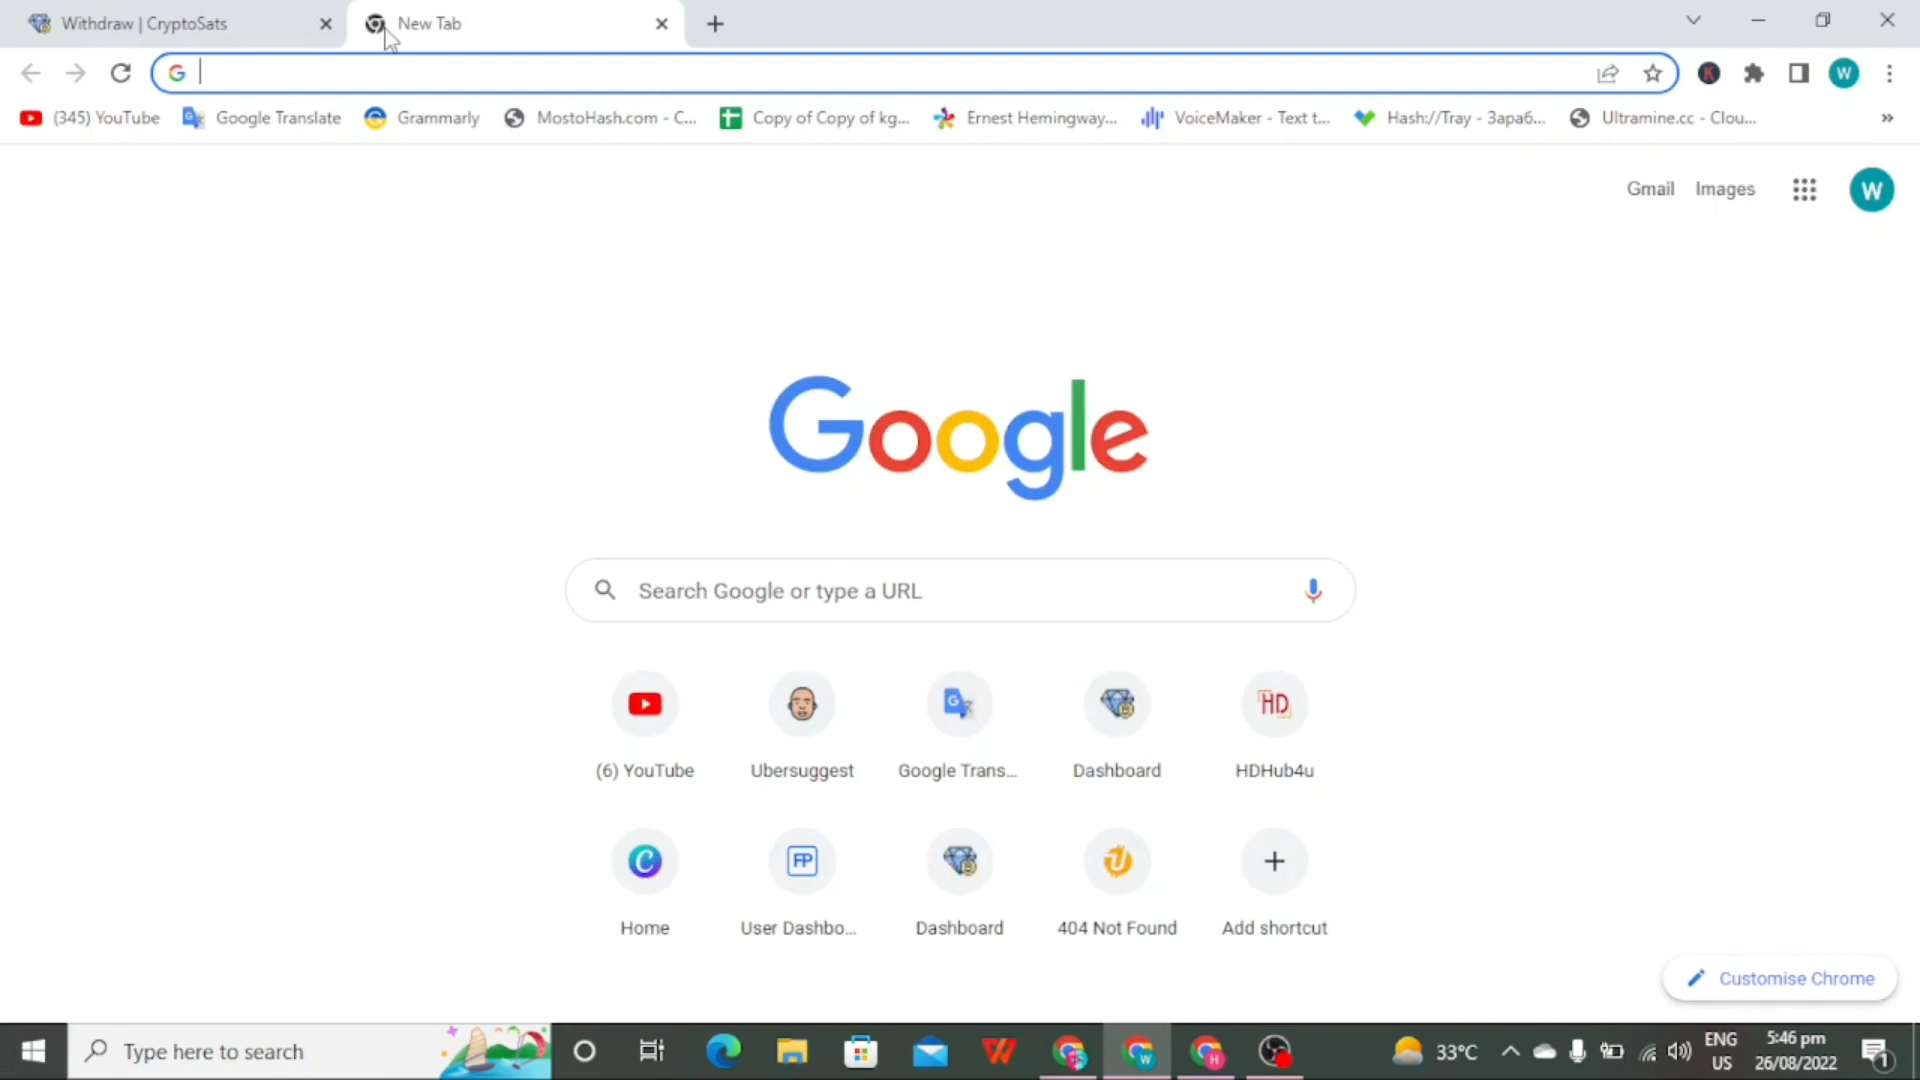 Withdraw | CryptoSats
New Tab
(345) YouTube
Google Translate
Grammarly
MostoHash.com - C...
Copy of Copy of kg...
Ernest Hemingway...
VoiceMaker - Text t...
Hash://Tray - Зараб...
Ultramine.cc - Clou...
Gmail
Images
W
Google
Search Google or type a URL
HD
(6) YouTube
Ubersuggest
Google Trans...
Dashboard
HDHub4u
FP
Home
User Dashbo...
Dashboard
404 Not Found
Add shortcut
Customise Chrome
Type here to search
33°C
ENG
US
5:46 pm
26/08/2022
1